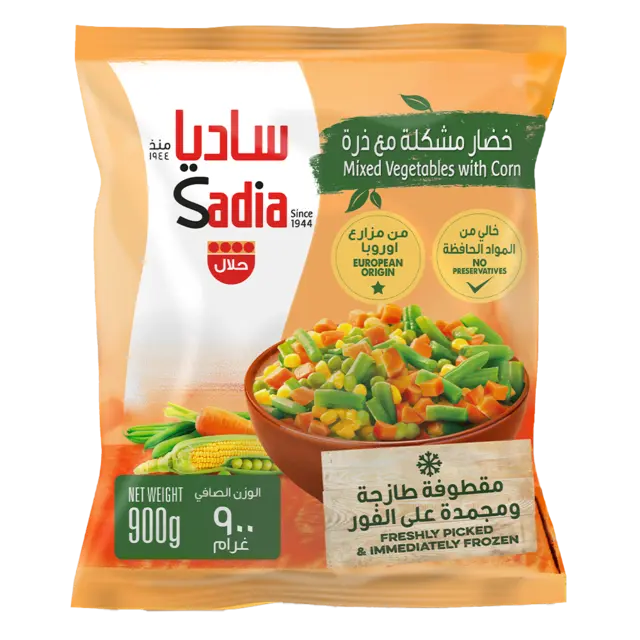 ساديا
منذ
١٩٤٤
Sadia
Since
1944
حلال
خضار مشكلة مع ذرة
Mixed Vegetables with Corn
من مزارع
اوروبا
EUROPEAN
ORIGIN
خالي من
المواد الحافظة
NO
PRESERVATIVES
NET WEIGHT
900g
الوزن الصافي
٩٠٠
غرام
مقطوفة طازجة
ومجمدة على الفور
FRESHLY PICKED
& IMMEDIATELY FROZEN